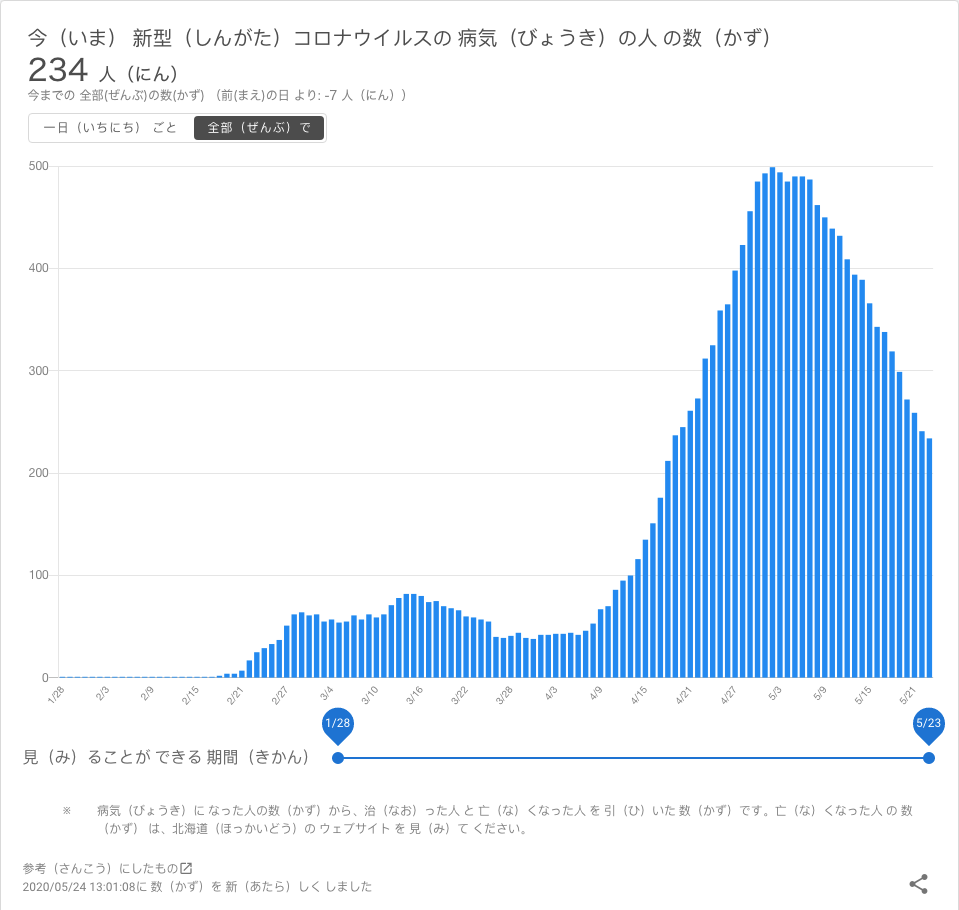 今（いま） 新型（しんがた）コロナウイルスの 病気（びょうき）の人 の数（かず）
234 人（にん）
今までの 全部(ぜんぶ)の数(かず) （前(まえ)の日 より: -7 人（にん））
一日（いちにち） ごと 全部（ぜんぶ）で
500
400
300
200
100
0
1/28 2/3 2/9 2/15 2/21 2/27 3/4 3/10 3/16 3/22 3/28 4/3 4/9 4/15 4/21 4/27 5/3 5/9 5/15 5/21
1/28 5/23
見（み）ることが できる 期間（きかん）
※ 病気（びょうき）に なった人の数（かず）から、治（なお）った人 と 亡（な）くなった人 を 引（ひ）いた 数（かず）です。亡（な）くなった人 の 数
（かず） は、北海道（ほっかいどう）の ウェブサイト を 見（み）て ください。
参考（さんこう）にしたもの
2020/05/24 13:01:08に 数（かず）を 新（あたら）しく しました